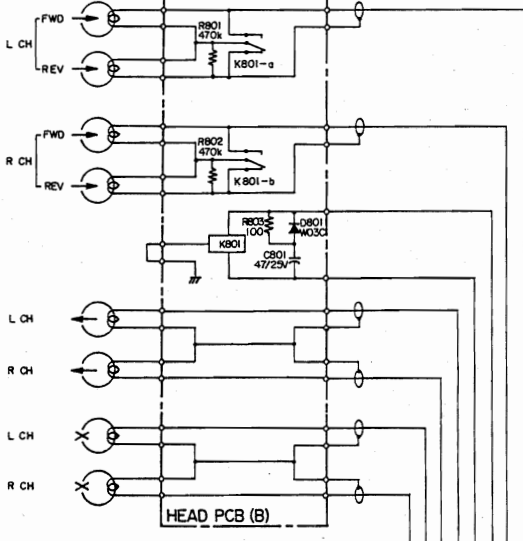 FWD
L CH
REV
R801
470k
K801-a
FWD
R CH
REV
R802
470k
K801-b
K801
R803
100
D801
W03C
C801
47/25V
L CH
R CH
L CH
R CH
HEAD PCB (B)